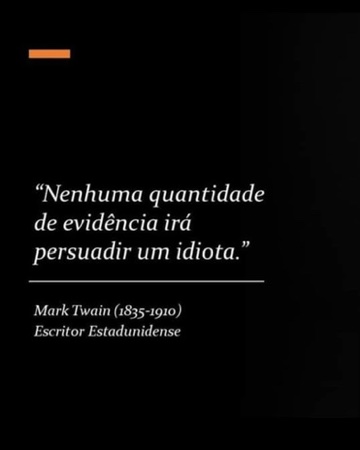 “Nenhuma quantidade
de evidência irá
persuadir um idiota.”
Mark Twain (1835-1910)
Escritor Estadunidense